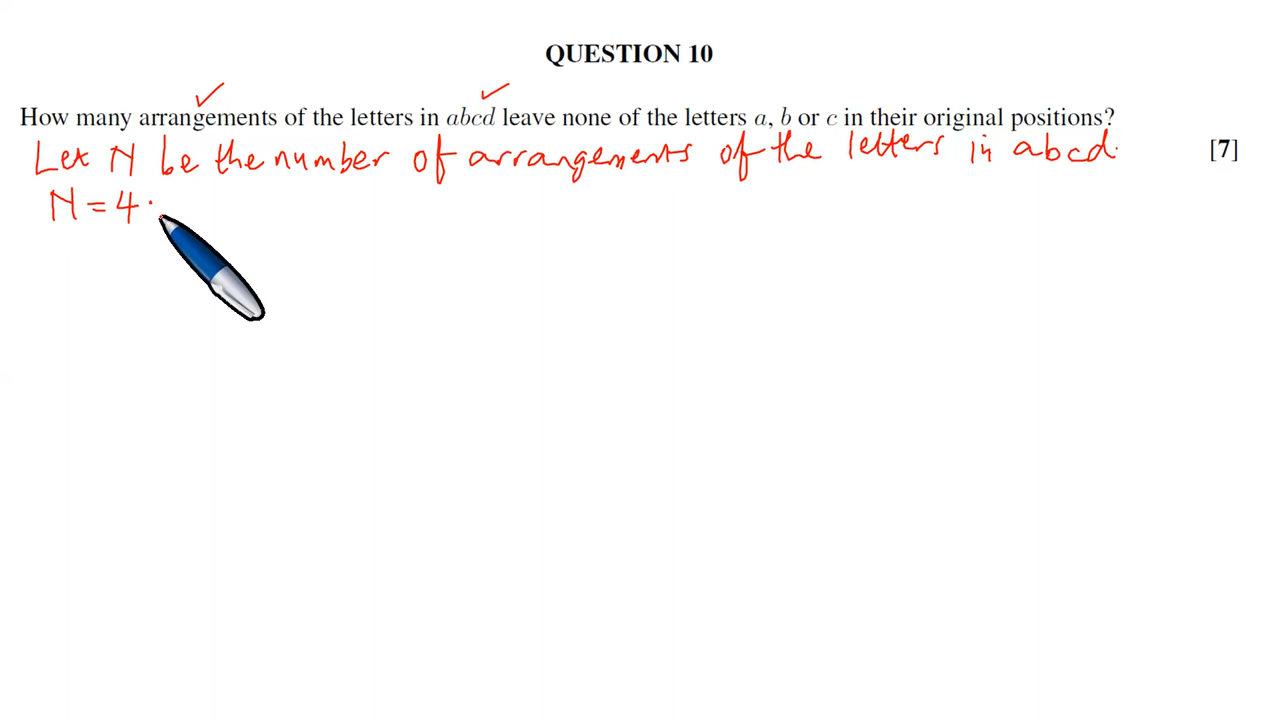 QUESTION 10
How many arrangements of the letters in abcd leave none of the letters a, b or c in their original positions?
Let N be the number of arrangements of the letters in abcd.
[7]
N = 4 ·